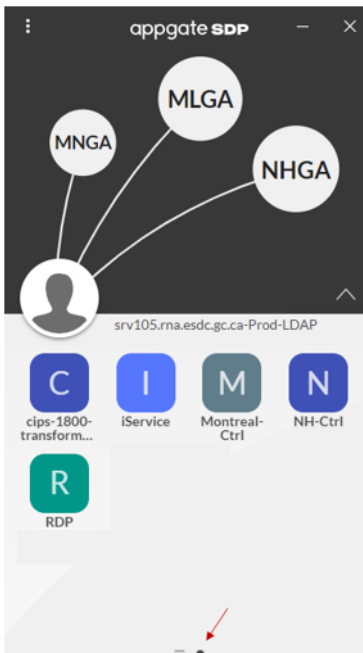 appgate SDP
MLGA
MNGA
NHGA
srv105.rna.esdc.gc.ca-Prod-LDAP
C
I
M
N
cips-1800-
transform...
iService
Montreal-
Ctrl
NH-Ctrl
R
RDP